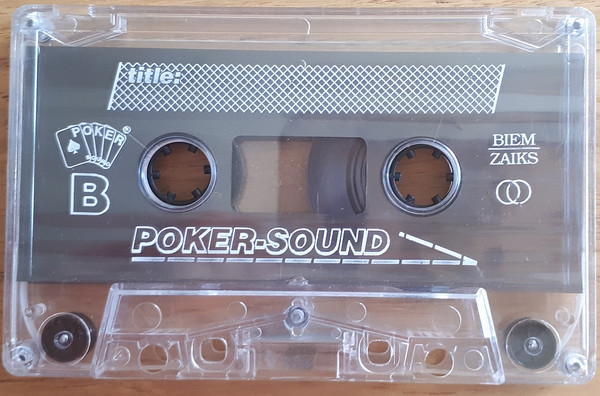 title:
POKER®
BIEM
ZAIKS
B
POKER-SOUND